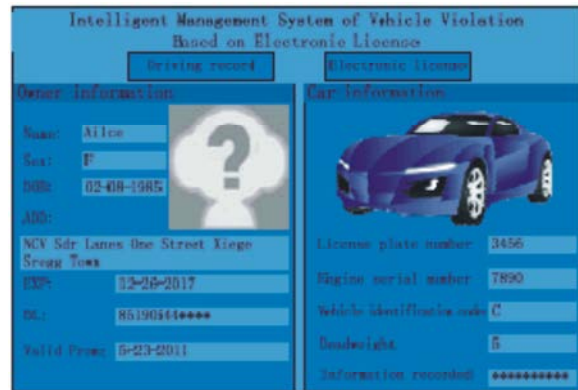 Intelligent Management System of Vehicle Violation
Based on Electronic License
Driving record
Electronic license
Owner information
Name: Ailce
Sex: F
DOB: 02-08-1985
ADD:
NCV Sdr Lanes One Street Xiege
Sregg Town
EXP: 12-26-2017
DL: 85190544****
Valid From: 5-23-2011
Car information
License plate number 3456
Engine serial number 7890
Vehicle identification code C
Deadweight 5
Information recorded **********